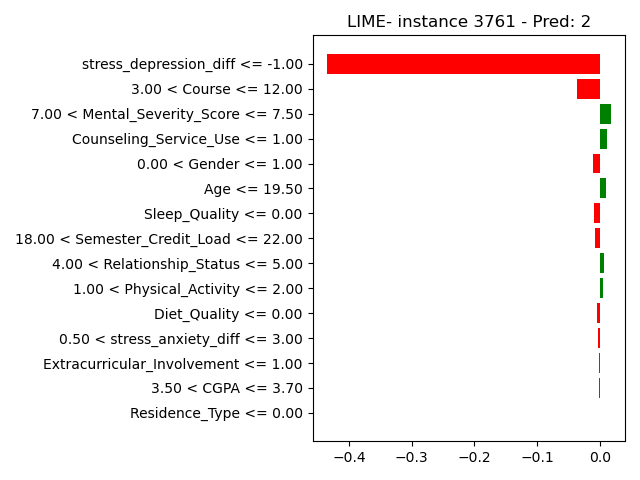 LIME- instance 3761 - Pred: 2
stress_depression_diff <= -1.00
3.00 < Course <= 12.00
7.00 < Mental_Severity_Score <= 7.50
Counseling_Service_Use <= 1.00
0.00 < Gender <= 1.00
Age <= 19.50
Sleep_Quality <= 0.00
18.00 < Semester_Credit_Load <= 22.00
4.00 < Relationship_Status <= 5.00
1.00 < Physical_Activity <= 2.00
Diet_Quality <= 0.00
0.50 < stress_anxiety_diff <= 3.00
Extracurricular_Involvement <= 1.00
3.50 < CGPA <= 3.70
Residence_Type <= 0.00
−0.4 −0.3 −0.2 −0.1 0.0